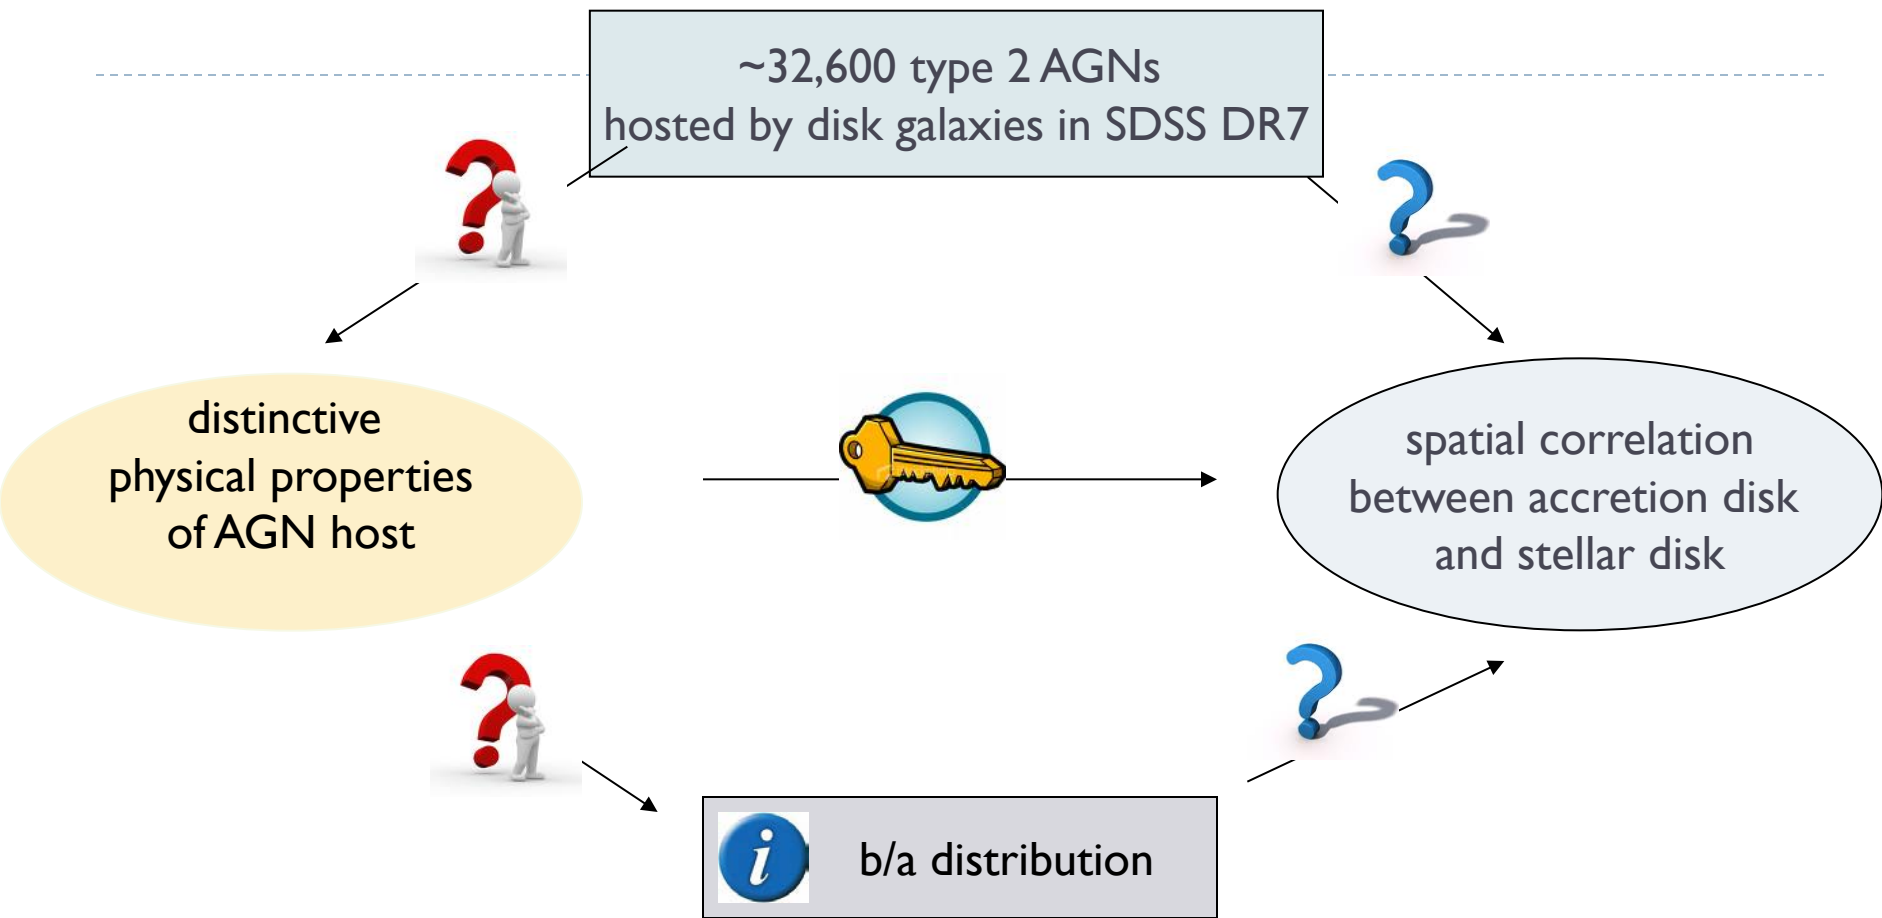 ~32,600 type 2 AGNs
hosted by disk galaxies in SDSS DR7
distinctive
physical properties
of AGN host
spatial correlation
between accretion disk
and stellar disk
i b/a distribution